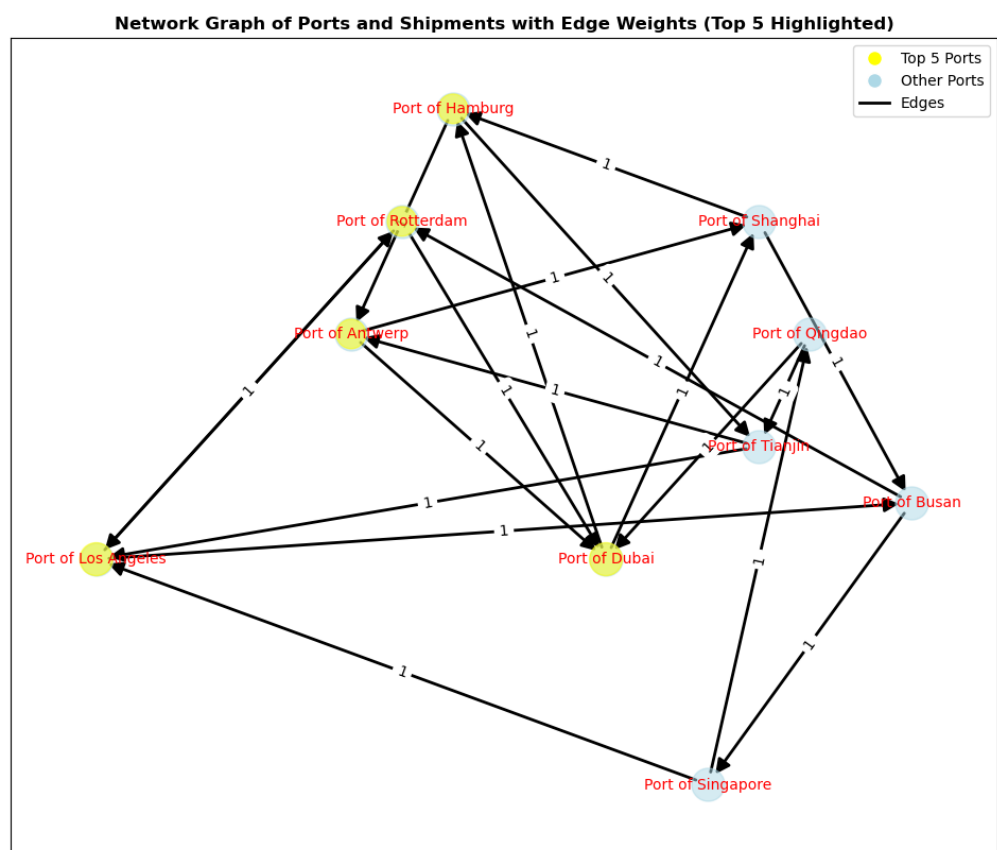 Network Graph of Ports and Shipments with Edge Weights (Top 5 Highlighted)
Top 5 Ports
Other Ports
Edges
Port of Hamburg
1
Port of Rotterdam
Port of Shanghai
1
1
Port of Antwerp
1
Port of Qingdao
1
1
1
1
1
1
1
1
1
Port of Tianjin
1
Port of Busan
1
Port of Los Angeles
Port of Dubai
1
1
1
Port of Singapore